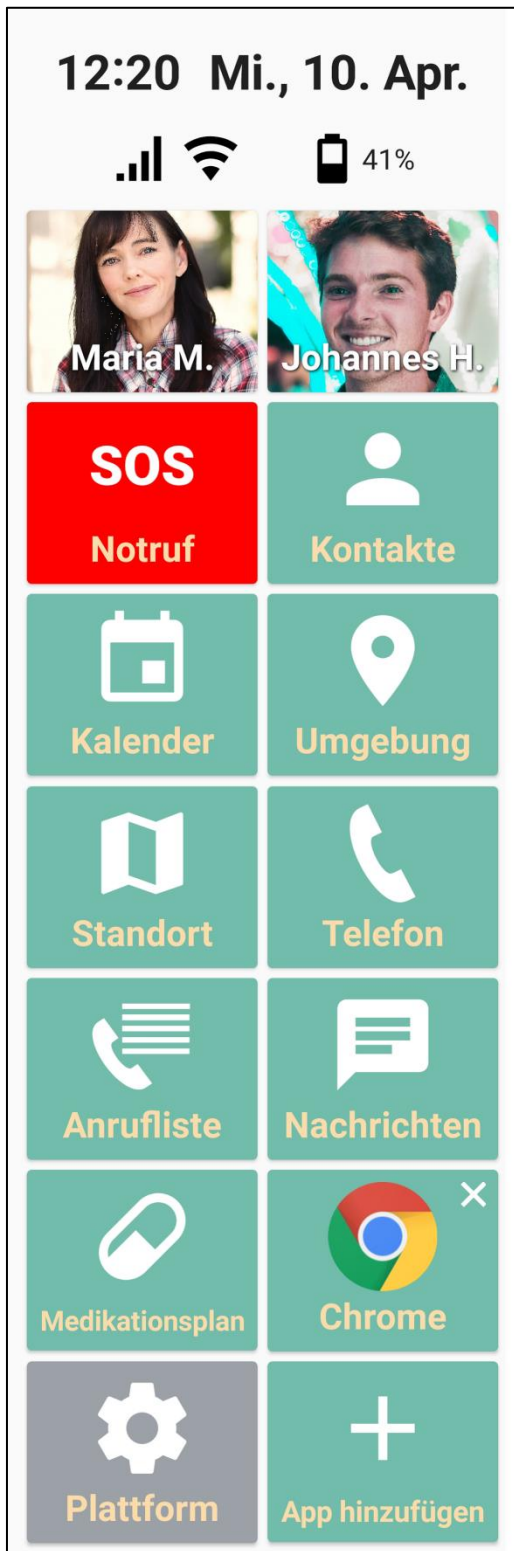 12:20 Mi., 10. Apr.
41%
Maria M.
Johannes H.
SOS
Notruf
Kontakte
Kalender
Umgebung
Standort
Telefon
Anrufliste
Nachrichten
Medikationsplan
Chrome
Plattform
App hinzufügen